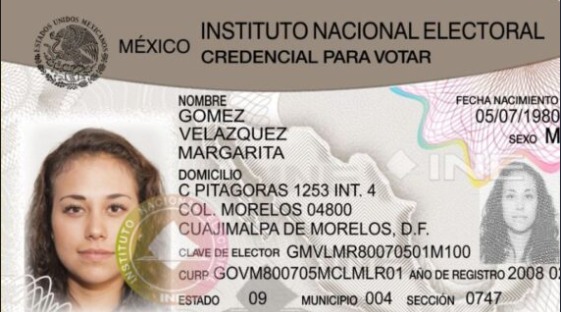 ESTADOS UNIDOS MEXICANOS
MÉXICO
INSTITUTO NACIONAL ELECTORAL
CREDENCIAL PARA VOTAR
NOMBRE
GOMEZ
VELAZQUEZ
MARGARITA
FECHA NACIMIENTO
05/07/1980
SEXO M
DOMICILIO
C PITAGORAS 1253 INT. 4
COL. MORELOS 04800
CUAJIMALPA DE MORELOS, D.F.
CLAVE DE ELECTOR GMVLMR80070501M100
CURP GOVM800705MCLMLR01 AÑO DE REGISTRO 2008 02
ESTADO 09 MUNICIPIO 004 SECCIÓN 0747
INSTITUTO NACIONAL
INE
INE